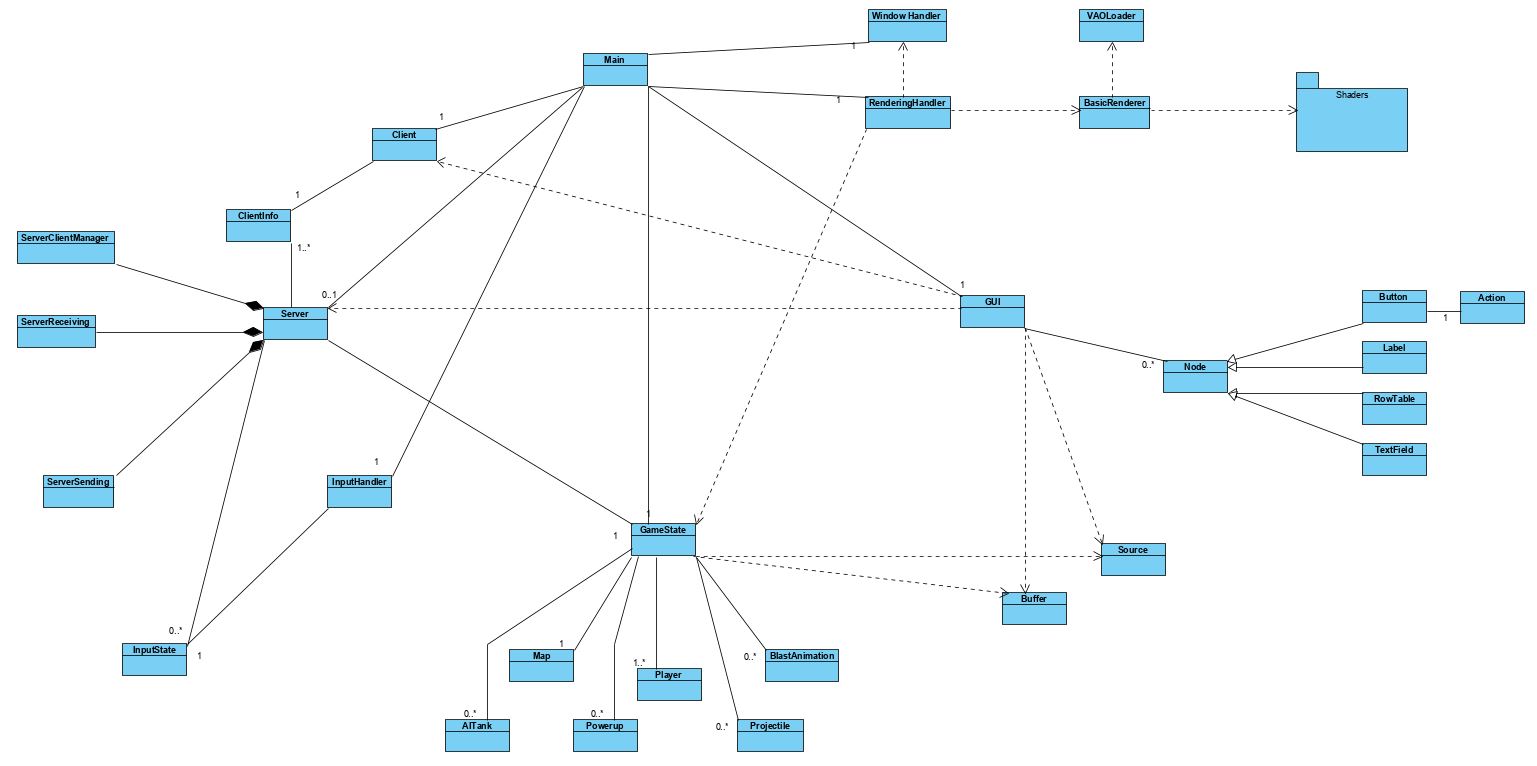 Window Handler
VAOLoader
1
Main
Shaders
1
RenderingHandler
BasicRenderer
1
Client
1
ClientInfo
ServerClientManager
1..*
0..1
1
GUI
Button
Action
Server
ServerReceiving
1
Label
0..*
Node
RowTable
TextField
1
ServerSending
InputHandler
1
GameState
1
Source
Buffer
0..*
InputState
1
1
Map
0..*
BlastAnimation
1..*
Player
0..*
0..*
AITank
Powerup
0..*
Projectile